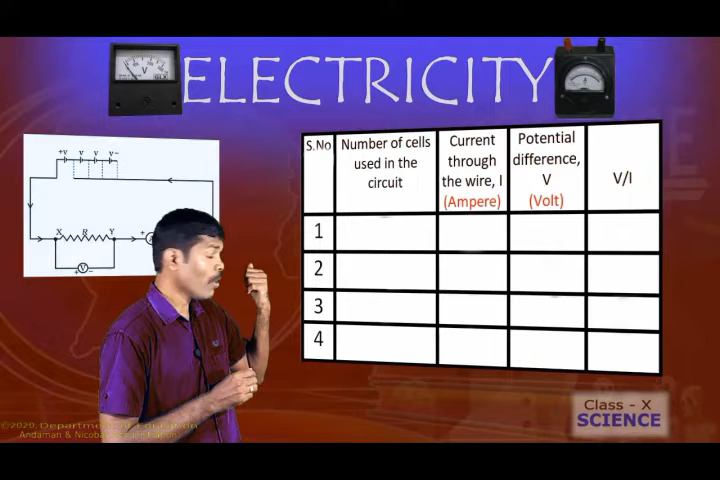 ELECTRICITY
+V V V V-
X R Y +
+ V -
S.No
Number of cells
used in the
circuit
Current
through
the wire, I
(Ampere)
Potential
difference,
V
(Volt)
V/I
1
2
3
4
Class - X
SCIENCE
©2020, Department of Education
Andaman & Nicobar